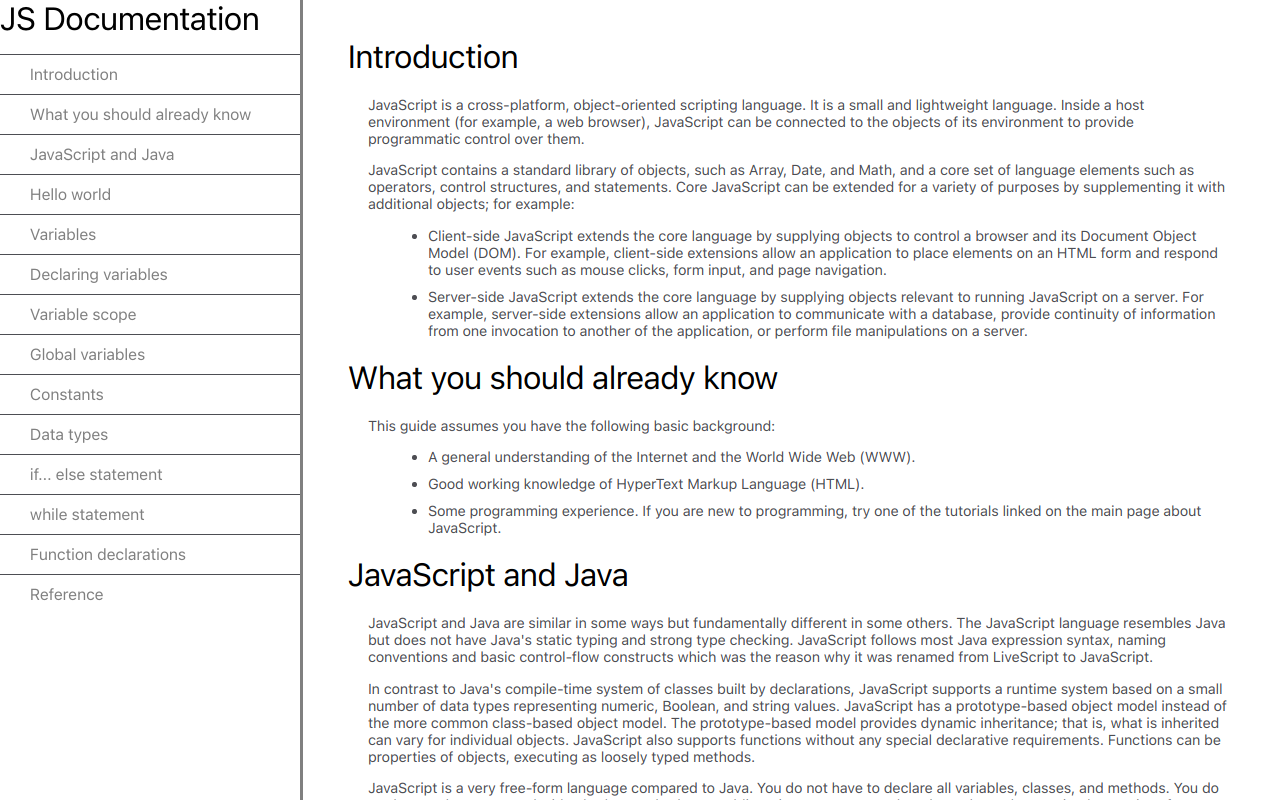 JS Documentation
Introduction
What you should already know
JavaScript and Java
Hello world
Variables
Declaring variables
Variable scope
Global variables
Constants
Data types
if... else statement
while statement
Function declarations
Reference
Introduction
JavaScript is a cross-platform, object-oriented scripting language. It is a small and lightweight language. Inside a host
environment (for example, a web browser), JavaScript can be connected to the objects of its environment to provide
programmatic control over them.
JavaScript contains a standard library of objects, such as Array, Date, and Math, and a core set of language elements such as
operators, control structures, and statements. Core JavaScript can be extended for a variety of purposes by supplementing it with
additional objects; for example:
• Client-side JavaScript extends the core language by supplying objects to control a browser and its Document Object
Model (DOM). For example, client-side extensions allow an application to place elements on an HTML form and respond
to user events such as mouse clicks, form input, and page navigation.
• Server-side JavaScript extends the core language by supplying objects relevant to running JavaScript on a server. For
example, server-side extensions allow an application to communicate with a database, provide continuity of information
from one invocation to another of the application, or perform file manipulations on a server.
What you should already know
This guide assumes you have the following basic background:
• A general understanding of the Internet and the World Wide Web (WWW).
• Good working knowledge of HyperText Markup Language (HTML).
• Some programming experience. If you are new to programming, try one of the tutorials linked on the main page about
JavaScript.
JavaScript and Java
JavaScript and Java are similar in some ways but fundamentally different in some others. The JavaScript language resembles Java
but does not have Java's static typing and strong type checking. JavaScript follows most Java expression syntax, naming
conventions and basic control-flow constructs which was the reason why it was renamed from LiveScript to JavaScript.
In contrast to Java's compile-time system of classes built by declarations, JavaScript supports a runtime system based on a small
number of data types representing numeric, Boolean, and string values. JavaScript has a prototype-based object model instead of
the more common class-based object model. The prototype-based model provides dynamic inheritance; that is, what is inherited
can vary for individual objects. JavaScript also supports functions without any special declarative requirements. Functions can be
properties of objects, executing as loosely typed methods.
JavaScript is a very free-form language compared to Java. You do not have to declare all variables, classes, and methods. You do